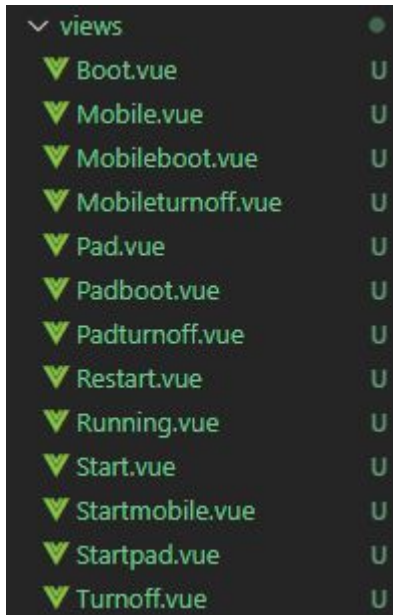 views
Boot.vue U
Mobile.vue U
Mobileboot.vue U
Mobileturnoff.vue U
Pad.vue U
Padboot.vue U
Padturnoff.vue U
Restart.vue U
Running.vue U
Start.vue U
Startmobile.vue U
Startpad.vue U
Turnoff.vue U